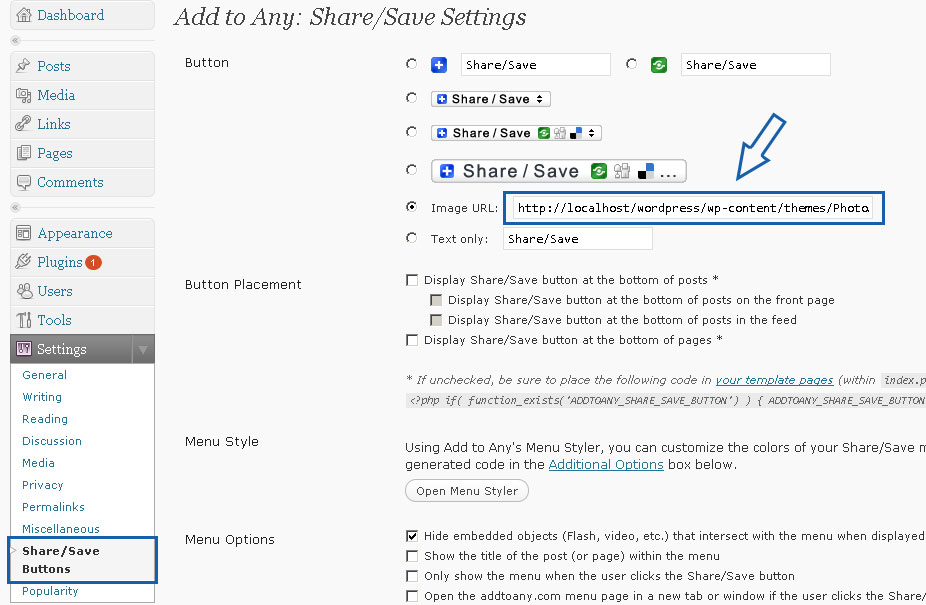 Dashboard
Posts
Media
Links
Pages
Comments
Appearance
Plugins 1
Users
Tools
Settings
General
Writing
Reading
Discussion
Media
Privacy
Permalinks
Miscellaneous
Share/Save
Buttons
Popularity
Add to Any: Share/Save Settings
Button
Share/Save
Share/Save
Share / Save
Share / Save
Share / Save ...
Image URL: http://localhost/wordpress/wp-content/themes/Photo
Text only: Share/Save
Button Placement
Display Share/Save button at the bottom of posts *
Display Share/Save button at the bottom of posts on the front page
Display Share/Save button at the bottom of posts in the feed
Display Share/Save button at the bottom of pages *
* If unchecked, be sure to place the following code in your template pages (within index.p
<?php if( function_exists('ADDTOANY_SHARE_SAVE_BUTTON') ) { ADDTOANY_SHARE_SAVE_BUTTON
Menu Style
Using Add to Any's Menu Styler, you can customize the colors of your Share/Save m
generated code in the Additional Options box below.
Open Menu Styler
Menu Options
Hide embedded objects (Flash, video, etc.) that intersect with the menu when displayed
Show the title of the post (or page) within the menu
Only show the menu when the user clicks the Share/Save button
Open the addtoany.com menu page in a new tab or window if the user clicks the Share/